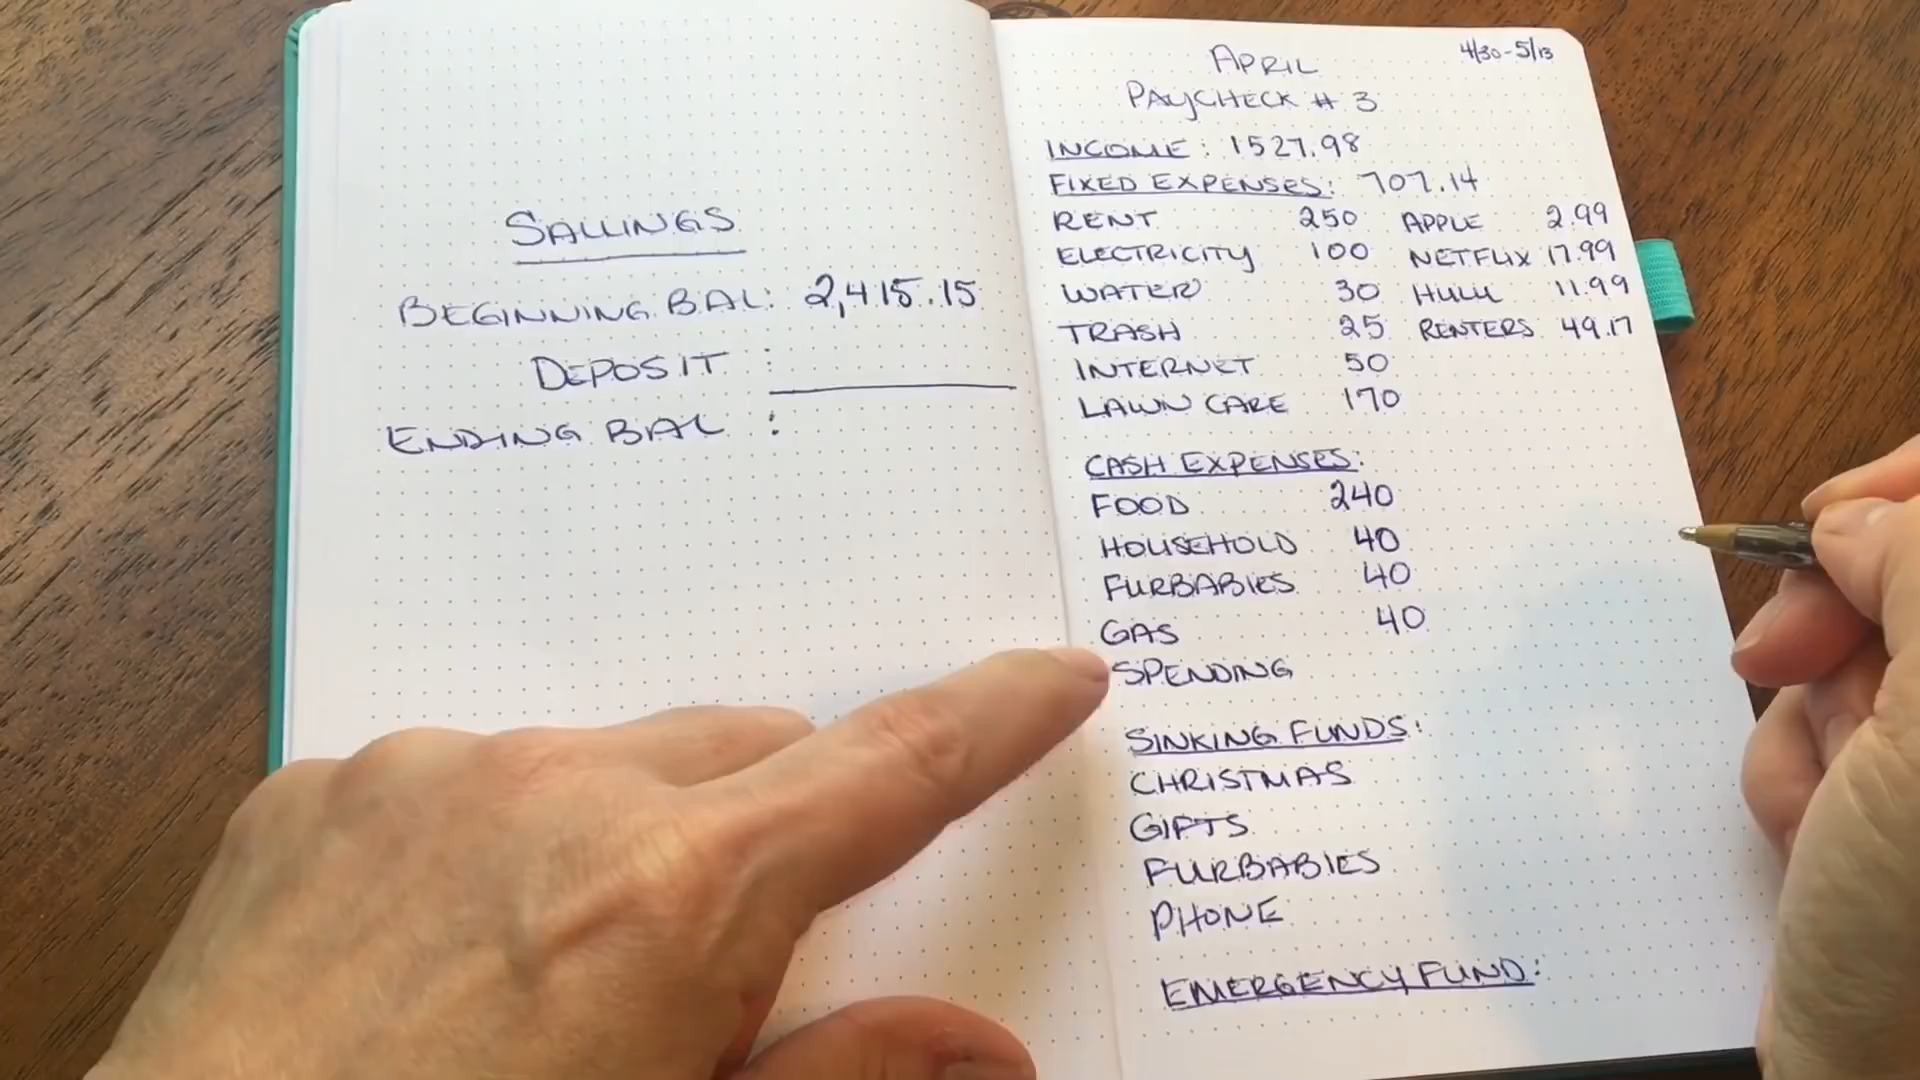 SAVINGS
BEGINNING BAL: 2,415.15
DEPOSIT :
ENDING BAL :
4/30-5/13
APRIL
PAYCHECK # 3
INCOME: 1527.98
FIXED EXPENSES: 707.14
RENT 250 APPLE 2.99
ELECTRICITY 100 NETFLIX 17.99
WATER 30 HULU 11.99
TRASH 25 RENTERS 49.17
INTERNET 50
LAWN CARE 170
CASH EXPENSES:
FOOD 240
HOUSEHOLD 40
FURBABIES 40
GAS 40
SPENDING
SINKING FUNDS:
CHRISTMAS
GIFTS
FURBABIES
PHONE
EMERGENCY FUND: